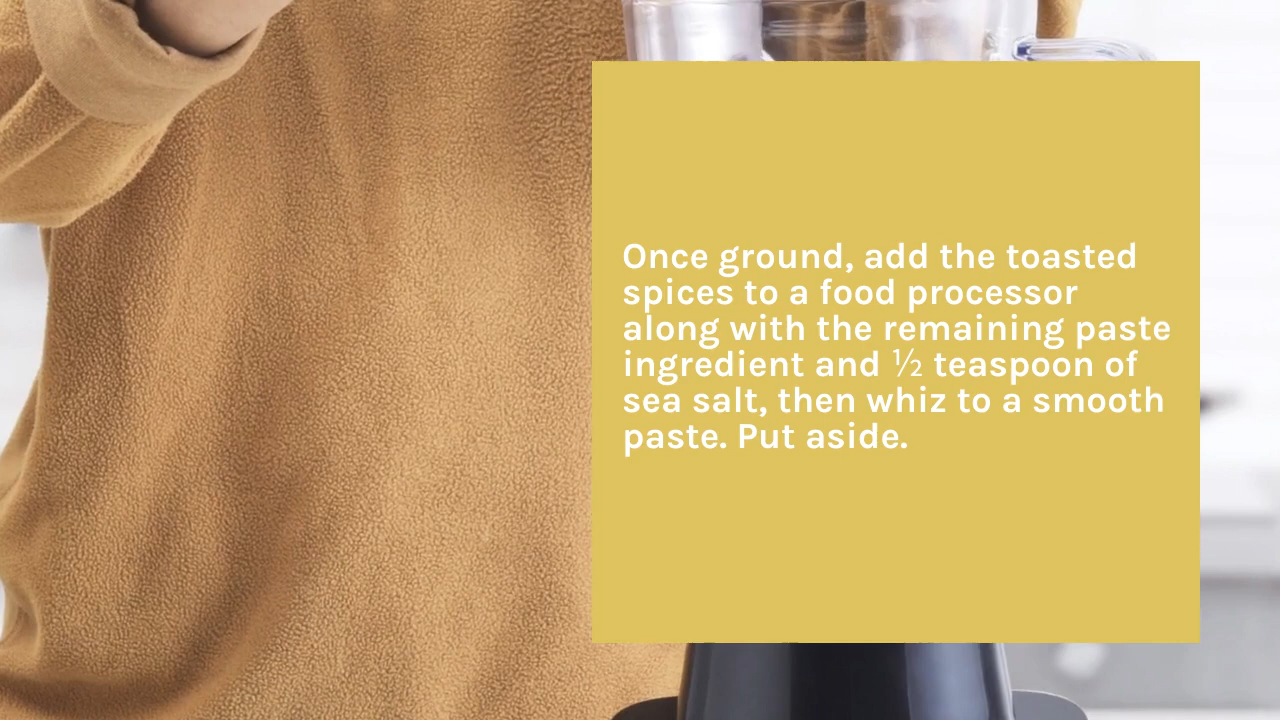 Once ground, add the toasted
spices to a food processor
along with the remaining paste
ingredient and ½ teaspoon of
sea salt, then whiz to a smooth
paste. Put aside.